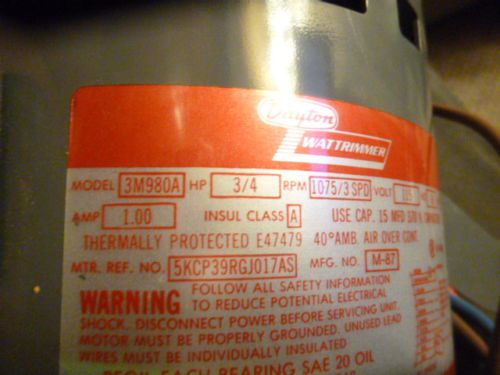 Dayton
WATTRIMMER
MODEL 3M980A HP 3/4 RPM 1075/3 SPD VOLT 115
AMP 1.00 INSUL CLASS A USE CAP. 15 MFD
THERMALLY PROTECTED E47479 40°AMB. AIR OVER CONT
MTR. REF. NO. 5KCP39RGJ017AS MFG. NO. M-87
FOLLOW ALL SAFETY INFORMATION
WARNING TO REDUCE POTENTIAL ELECTRICAL
SHOCK. DISCONNECT POWER BEFORE SERVICING UNIT
MOTOR MUST BE PROPERLY GROUNDED. UNUSED LEAD
WIRES MUST BE INDIVIDUALLY INSULATED
EACH BEARING SAE 20 OIL